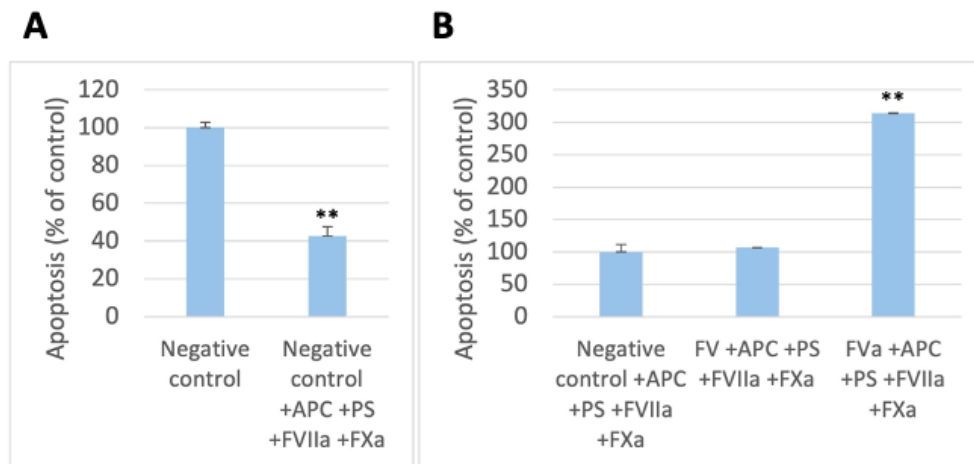 A
Apoptosis (% of control)
120
100
80
60
40
20
0
**
Negative
control
Negative
control
+APC +PS
+FVIIa +FXa
B
Apoptosis (% of control)
350
300
250
200
150
100
50
0
**
Negative
control +APC
+PS +FVIIa
+FXa
FV +APC +PS
+FVIIa +FXa
FVa +APC
+PS +FVIIa
+FXa